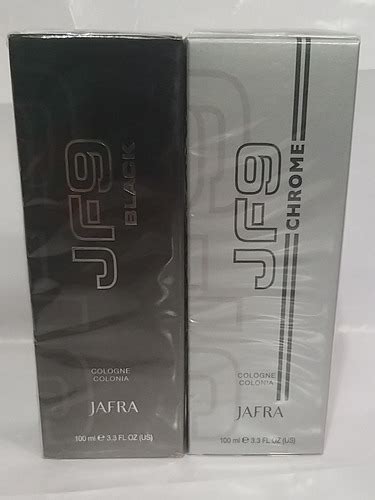 JF9
BLACK
COLOGNE
COLONIA
JAFRA
100 ml e 3.3 FL OZ (US)
JF9
CHROME
COLOGNE
COLONIA
JAFRA
100 ml e 3.3 FL OZ (US)